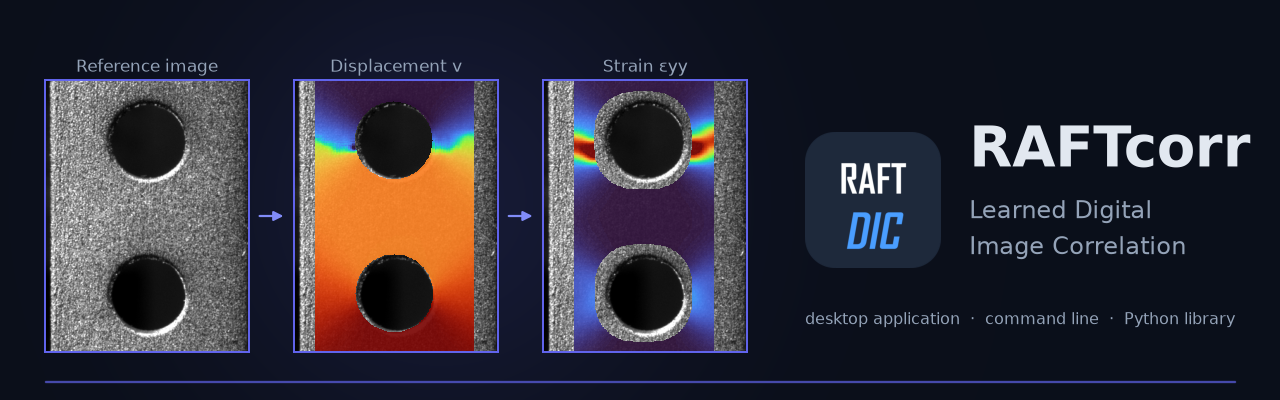 Reference image
Displacement v
Strain εyy
RAFT
DIC
RAFTcorr
Learned Digital
Image Correlation
desktop application · command line · Python library